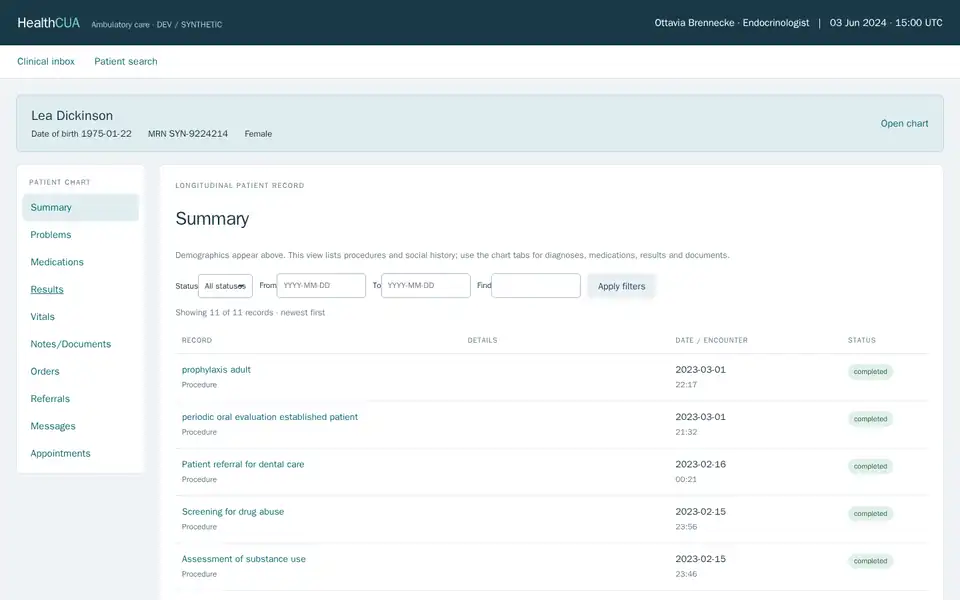 HealthCUA Ambulatory care · DEV / SYNTHETIC Ottavia Brennecke · Endocrinologist | 03 Jun 2024 · 15:00 UTC
Clinical inbox Patient search
Lea Dickinson
Date of birth 1975-01-22 MRN SYN-9224214 Female
Open chart
PATIENT CHART
Summary
Problems
Medications
Results
Vitals
Notes/Documents
Orders
Referrals
Messages
Appointments
LONGITUDINAL PATIENT RECORD
Summary
Demographics appear above. This view lists procedures and social history; use the chart tabs for diagnoses, medications, results and documents.
Status All statuses From YYYY-MM-DD To YYYY-MM-DD Find Apply filters
Showing 11 of 11 records · newest first
RECORD DETAILS DATE / ENCOUNTER STATUS
prophylaxis adult 2023-03-01 completed
Procedure 22:17
periodic oral evaluation established patient 2023-03-01 completed
Procedure 21:32
Patient referral for dental care 2023-02-16 completed
Procedure 00:21
Screening for drug abuse 2023-02-15 completed
Procedure 23:56
Assessment of substance use 2023-02-15 completed
Procedure 23:46